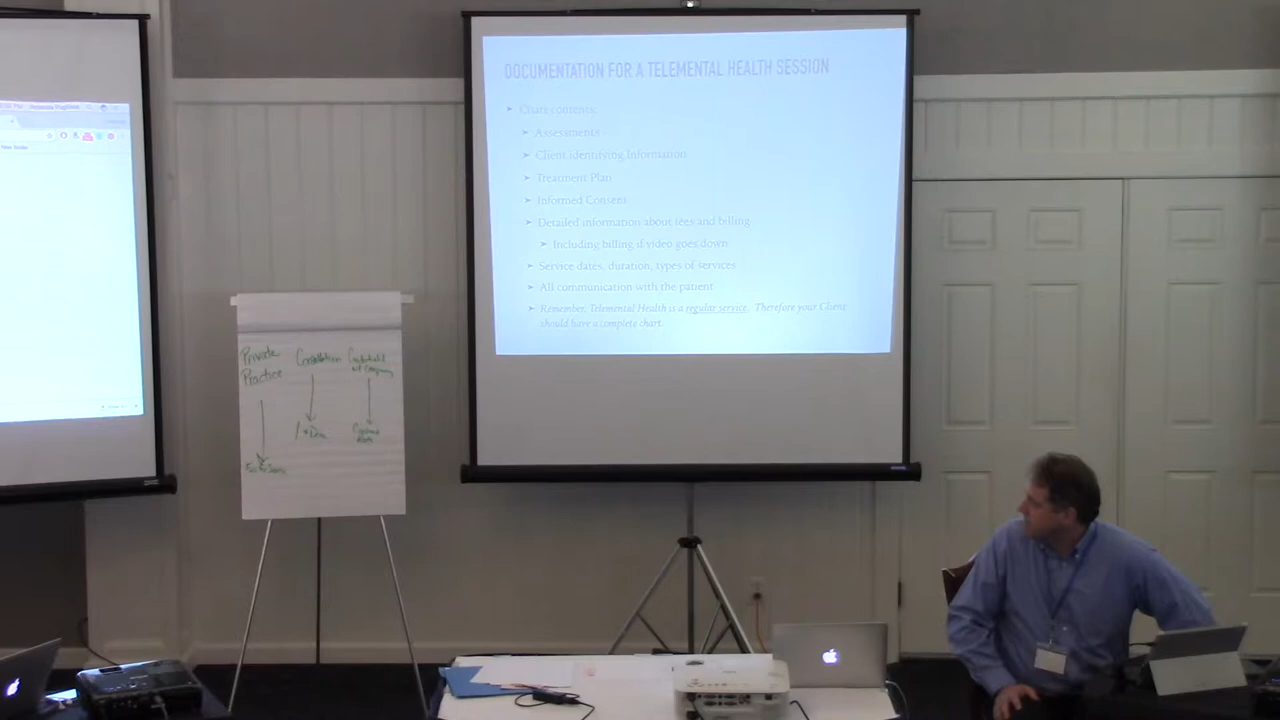 DOCUMENTATION FOR A TELEMENTAL HEALTH SESSION
➤ Chart contents:
➤ Assessments
➤ Client identifying Information
➤ Treatment Plan
➤ Informed Consent
➤ Detailed information about fees and billing
➤ Including billing if video goes down
➤ Service dates, duration, types of services
➤ All communication with the patient
➤ Remember: Telemental Health is a regular service. Therefore your Client
should have a complete chart.
Private
Practice
Consultation